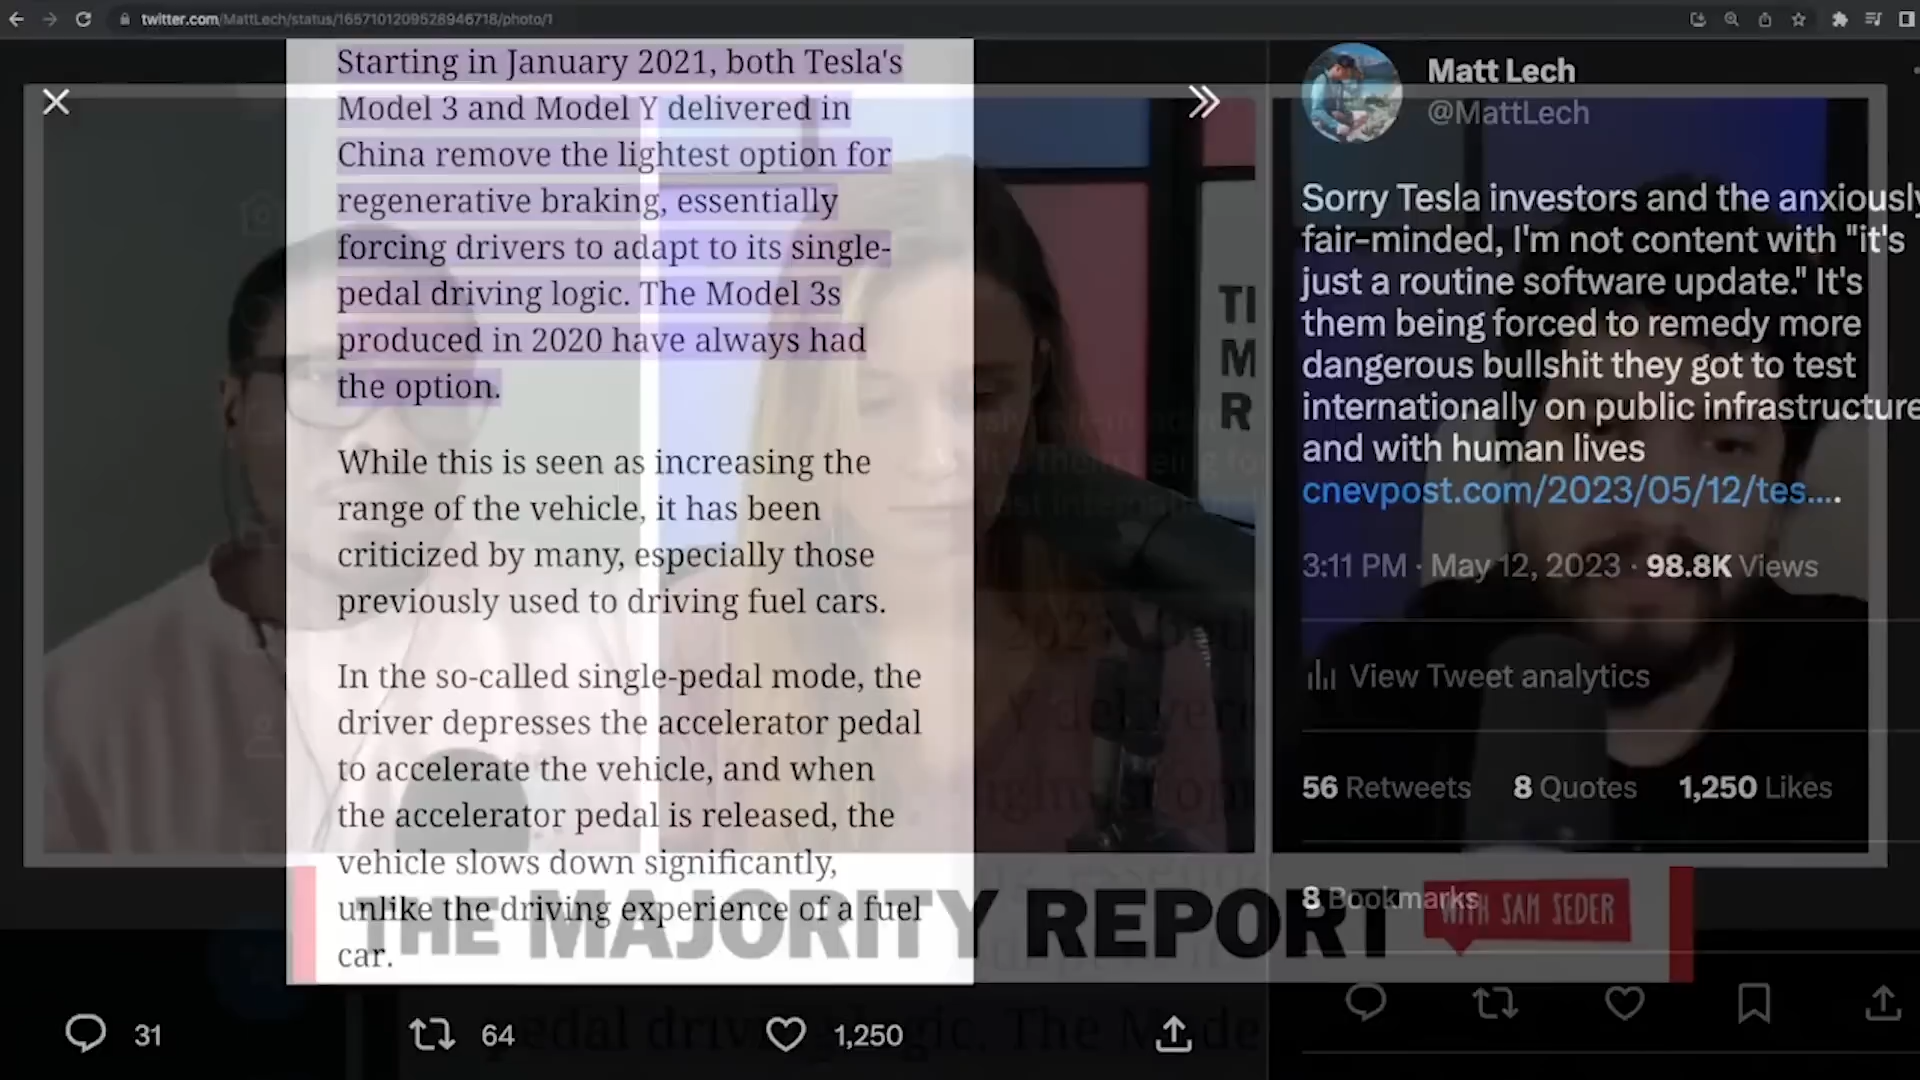 twitter.com/MattLech/status/1657101209528946718/photo/1
Starting in January 2021, both Tesla's
Model 3 and Model Y delivered in
China remove the lightest option for
regenerative braking, essentially
forcing drivers to adapt to its single-
pedal driving logic. The Model 3s
produced in 2020 have always had
the option.
While this is seen as increasing the
range of the vehicle, it has been
criticized by many, especially those
previously used to driving fuel cars.
In the so-called single-pedal mode, the
driver depresses the accelerator pedal
to accelerate the vehicle, and when
the accelerator pedal is released, the
vehicle slows down significantly,
unlike the driving experience of a fuel
car.
31
64
1,250
Matt Lech
@MattLech
Sorry Tesla investors and the anxiously
fair-minded, I'm not content with "it's
just a routine software update." It's
them being forced to remedy more
dangerous bullshit they got to test
internationally on public infrastructure
and with human lives
cnevpost.com/2023/05/12/tes....
3:11 PM · May 12, 2023 · 98.8K Views
View Tweet analytics
56 Retweets 8 Quotes 1,250 Likes
8 Bookmarks
TI
M
R
THE MAJORITY REPORT
WITH SAM SEDER
pedal driving logic. The Mode